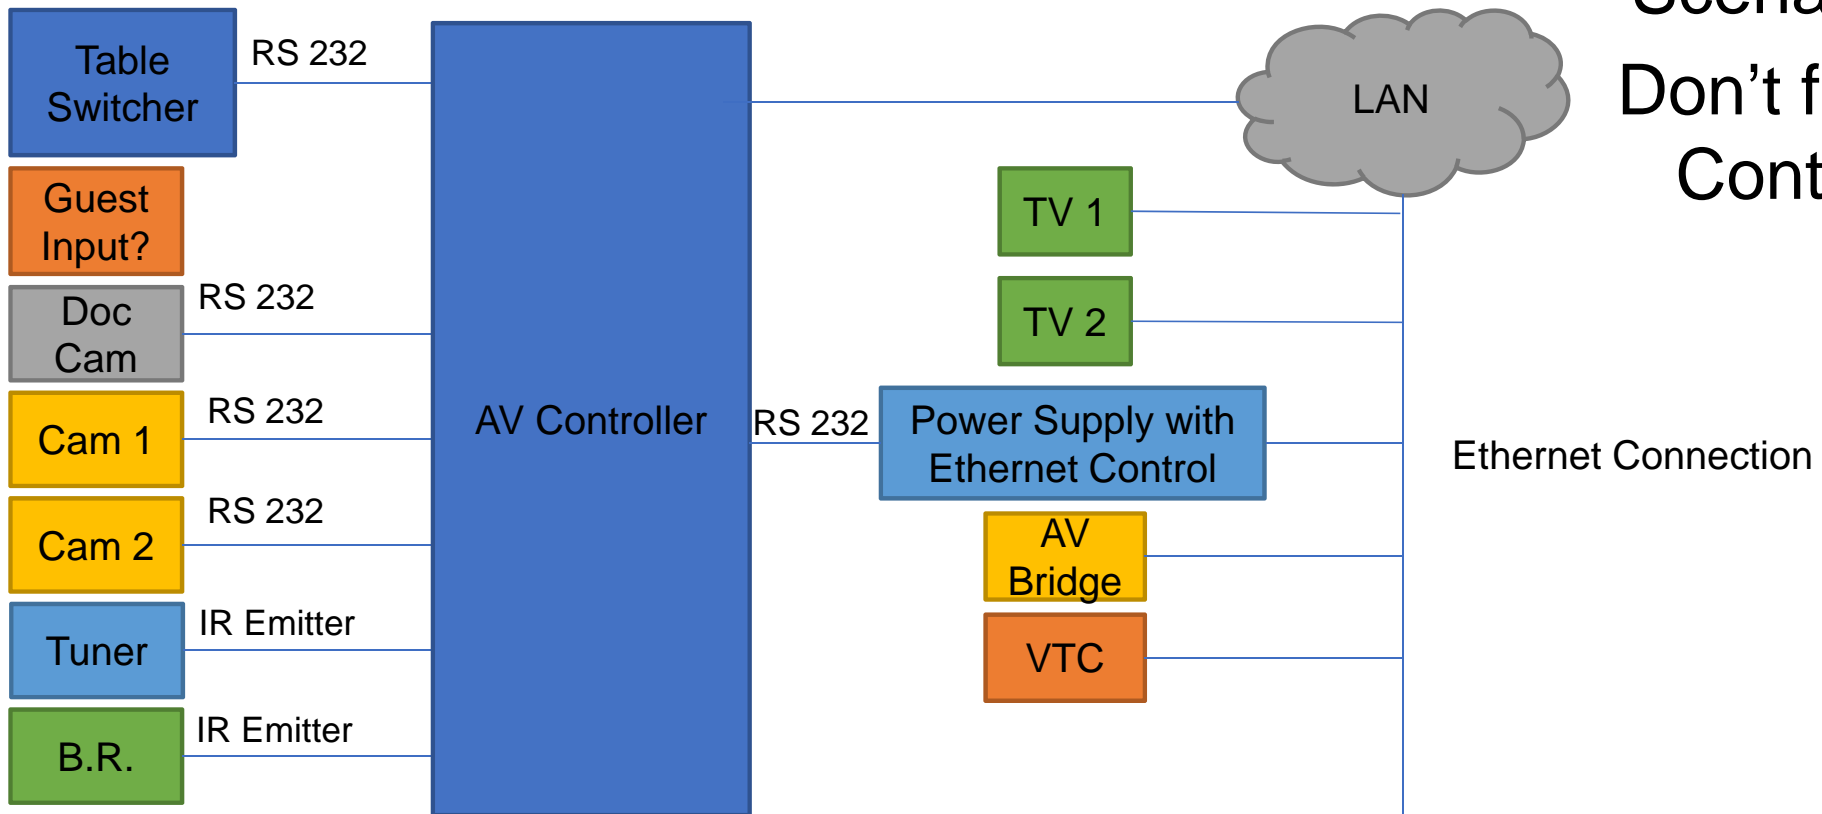 Table
Switcher
RS 232
Guest
Input?
Doc
Cam
RS 232
Cam 1
RS 232
Cam 2
RS 232
Tuner
IR Emitter
B.R.
IR Emitter
AV Controller
RS 232
LAN
TV 1
TV 2
Power Supply with
Ethernet Control
AV
Bridge
VTC
Ethernet Connection
Don’t